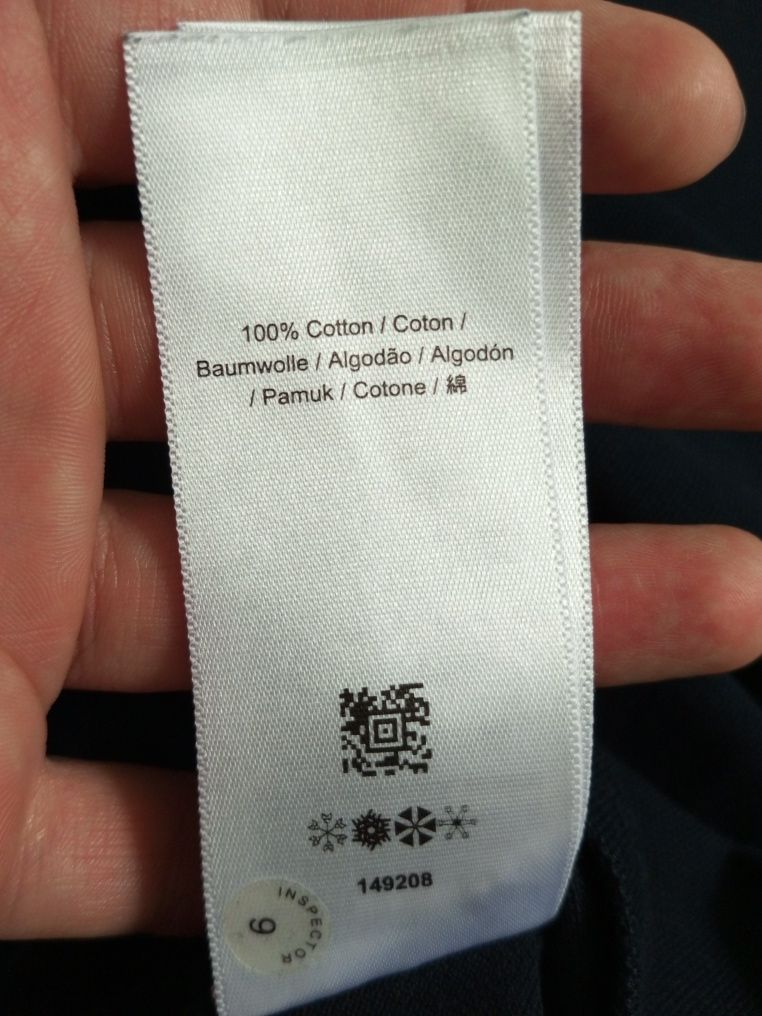 100% Cotton / Coton /
Baumwolle / Algodão / Algodón
/ Pamuk / Cotone / 綿
149208
INSPECTOR
9